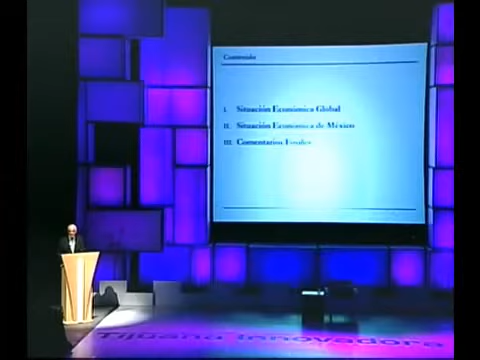 Contenido
I. Situación Económica Global
II. Situación Económica de México
III. Comentarios Finales
Tijuana Innovadora